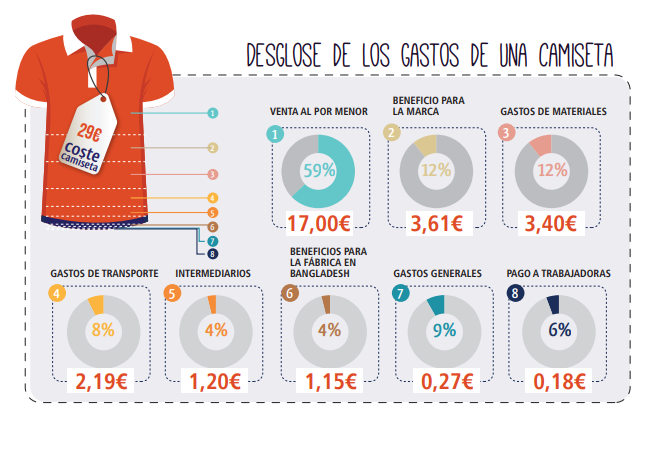 DESGLOSE DE LOS GASTOS DE UNA CAMISETA
29€
coste
camiseta
1
2
3
4
5
6
7
8
VENTA AL POR MENOR
1
59%
17,00€
BENEFICIO PARA
LA MARCA
2
12%
3,61€
GASTOS DE MATERIALES
3
12%
3,40€
GASTOS DE TRANSPORTE
4
8%
2,19€
INTERMEDIARIOS
5
4%
1,20€
BENEFICIOS PARA
LA FÁBRICA EN
BANGLADESH
6
4%
1,15€
GASTOS GENERALES
7
9%
0,27€
PAGO A TRABAJADORAS
8
6%
0,18€